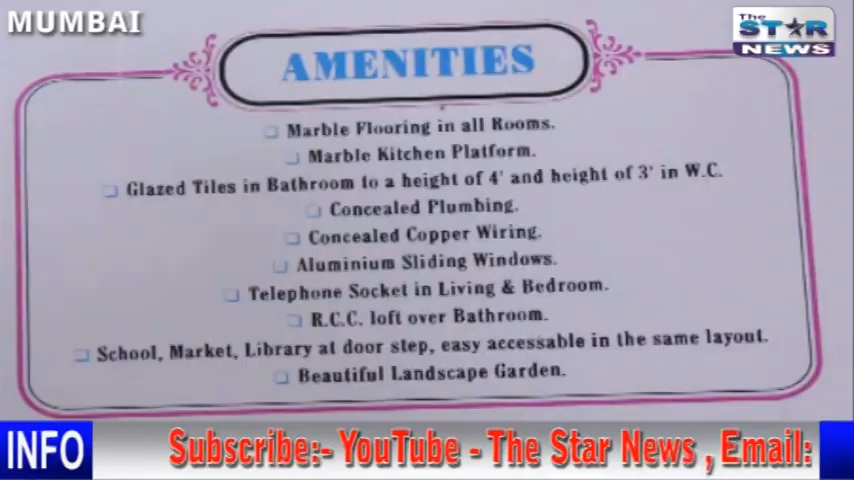 MUMBAI
The
STAR
NEWS
AMENITIES
❑ Marble Flooring in all Rooms.
❑ Marble Kitchen Platform.
❑ Glazed Tiles in Bathroom to a height of 4' and height of 3' in W.C.
❑ Concealed Plumbing.
❑ Concealed Copper Wiring.
❑ Aluminium Sliding Windows.
❑ Telephone Socket in Living & Bedroom.
❑ R.C.C. loft over Bathroom.
❑ School, Market, Library at door step, easy accessable in the same layout.
❑ Beautiful Landscape Garden.
INFO Subscribe:- YouTube - The Star News , Email: